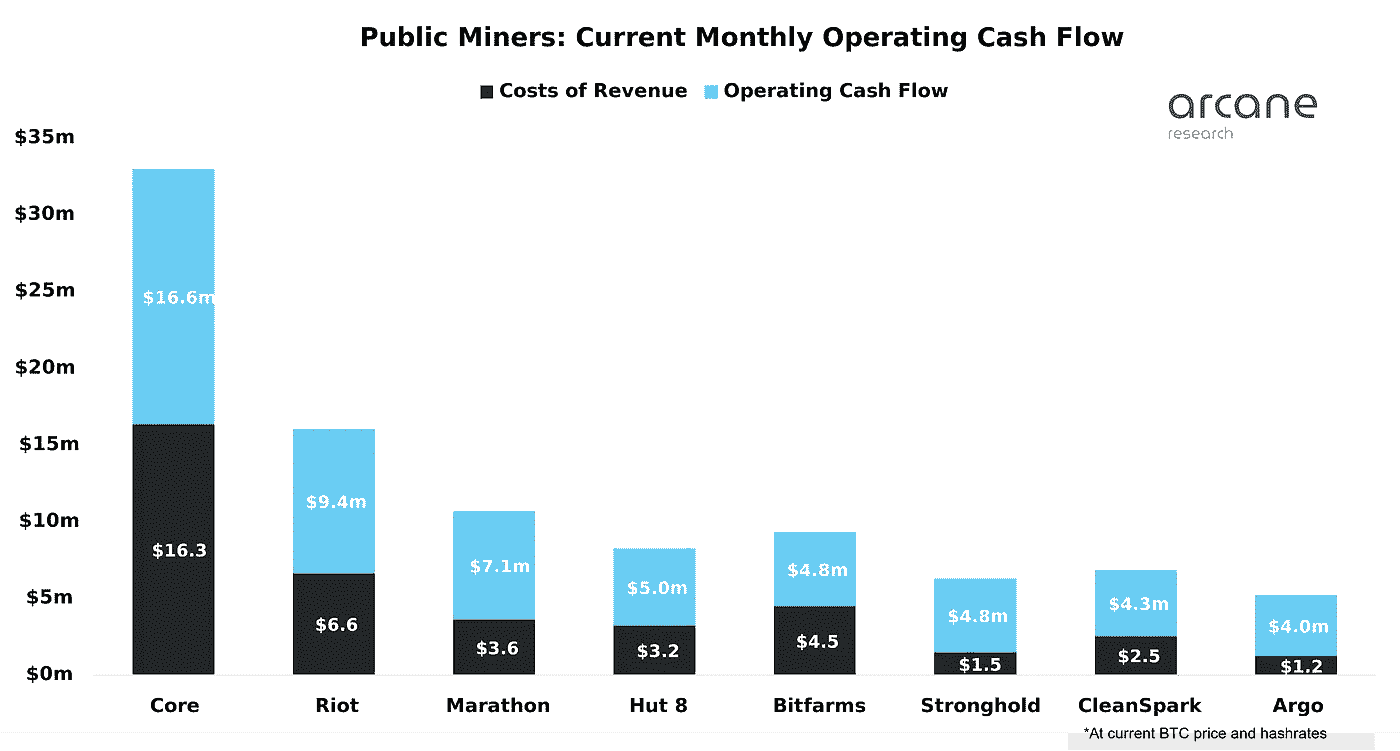 Public Miners: Current Monthly Operating Cash Flow
Costs of Revenue Operating Cash Flow
arcane
research
$35m
$30m
$25m
$20m
$15m
$10m
$5m
$0m
$16.6m
$16.3
$9.4m
$6.6
$7.1m
$3.6
$5.0m
$3.2
$4.8m
$4.5
$4.8m
$1.5
$4.3m
$2.5
$4.0m
$1.2
Core Riot Marathon Hut 8 Bitfarms Stronghold CleanSpark Argo
*At current BTC price and hashrates